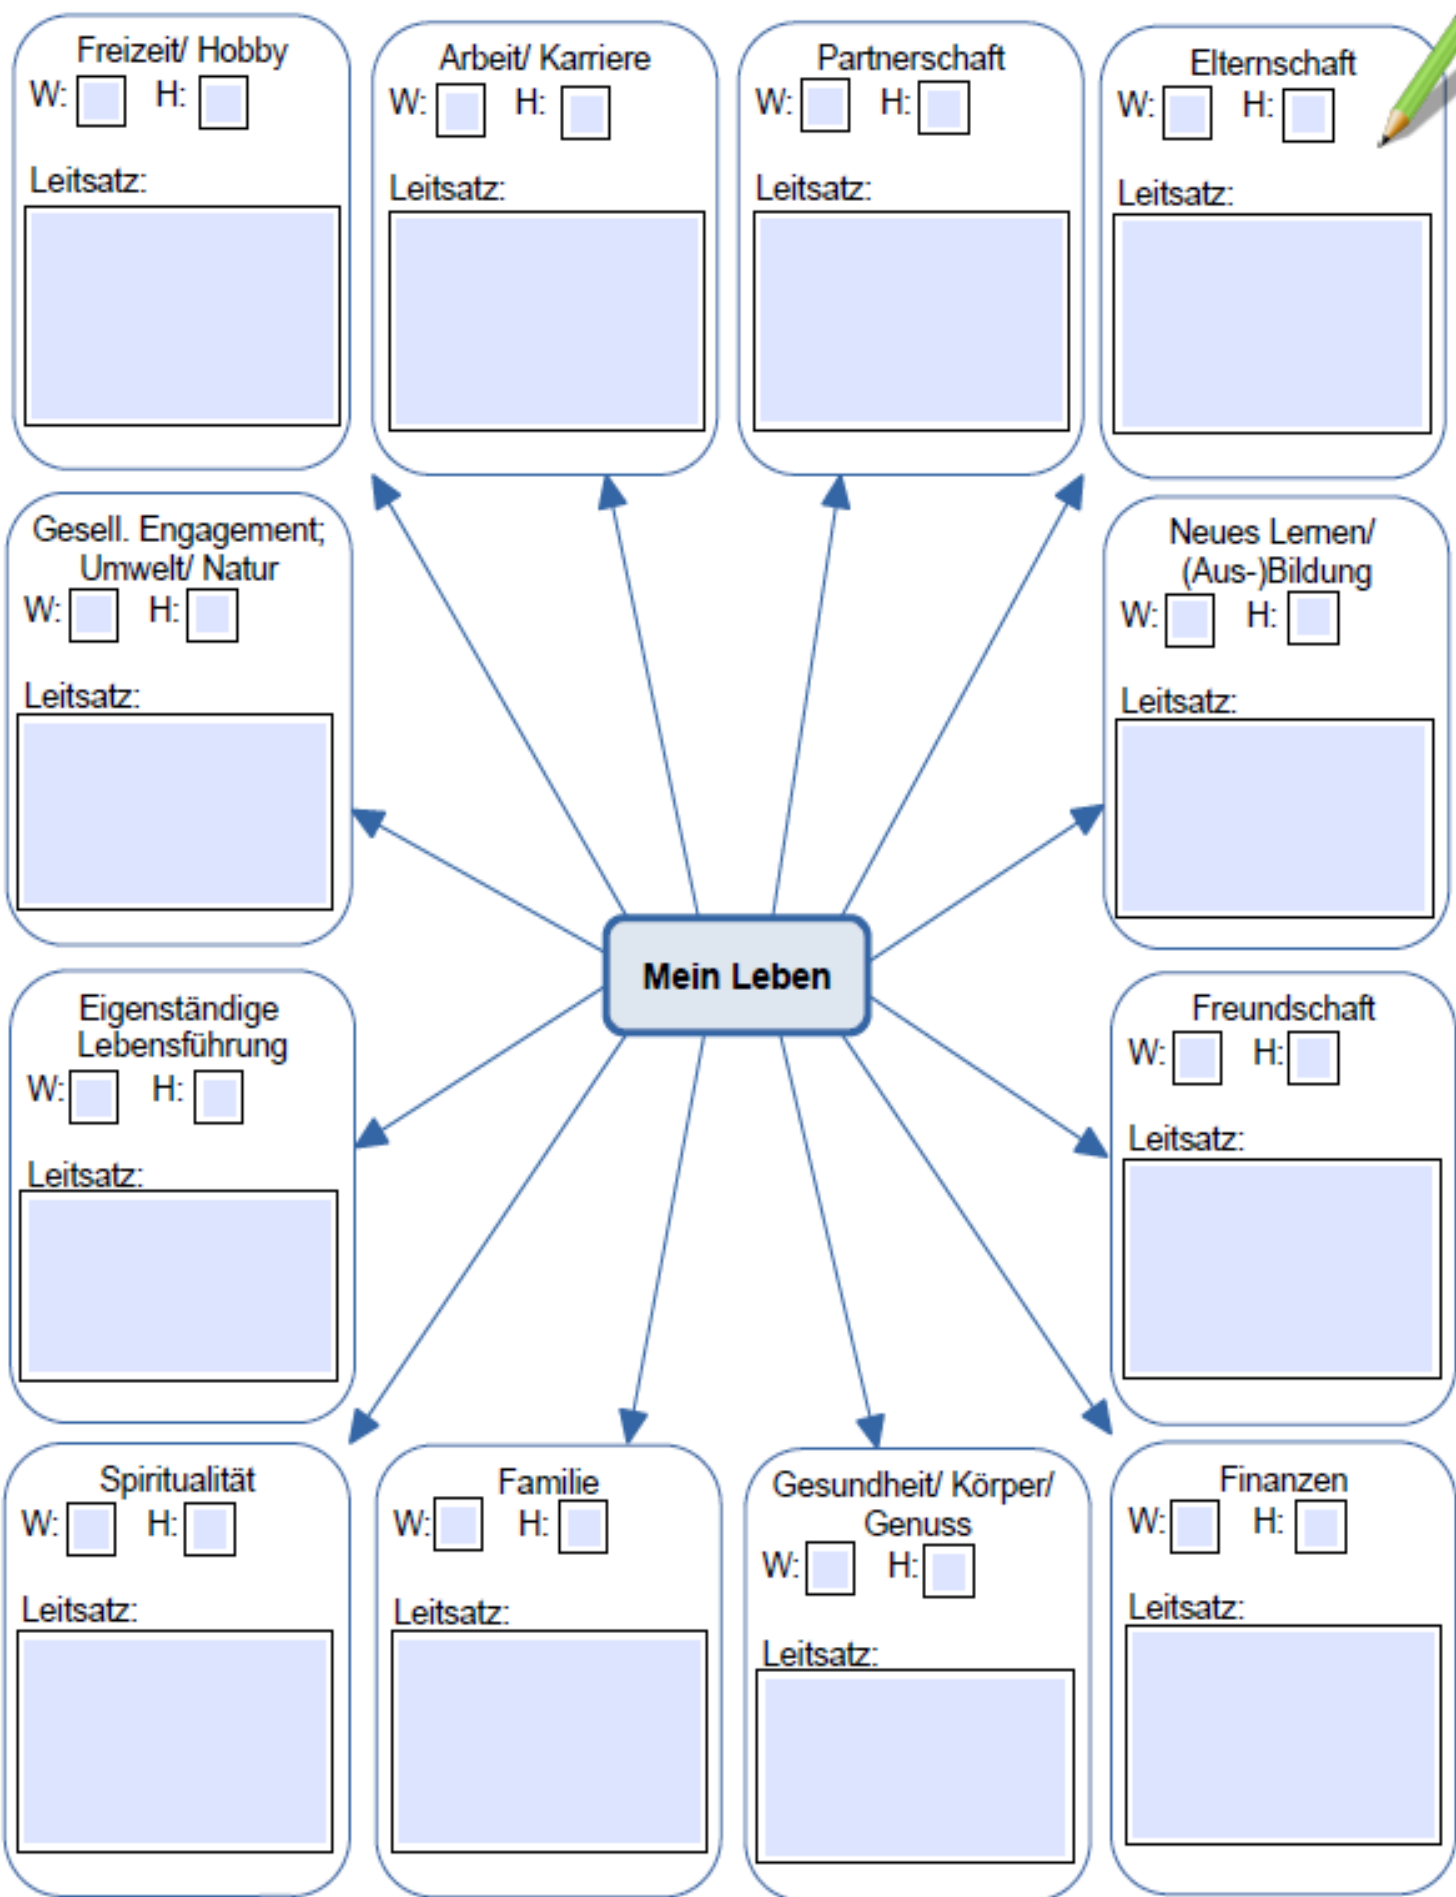 Freizeit/ Hobby
W: H:
Leitsatz:
Arbeit/ Karriere
W: H:
Leitsatz:
Partnerschaft
W: H:
Leitsatz:
Elternschaft
W: H:
Leitsatz:
Gesell. Engagement;
Umwelt/ Natur
W: H:
Leitsatz:
Neues Lernen/
(Aus-)Bildung
W: H:
Leitsatz:
Mein Leben
Eigenständige
Lebensführung
W: H:
Leitsatz:
Freundschaft
W: H:
Leitsatz:
Spiritualität
W: H:
Leitsatz:
Familie
W: H:
Leitsatz:
Gesundheit/ Körper/
Genuss
W: H:
Leitsatz:
Finanzen
W: H:
Leitsatz: